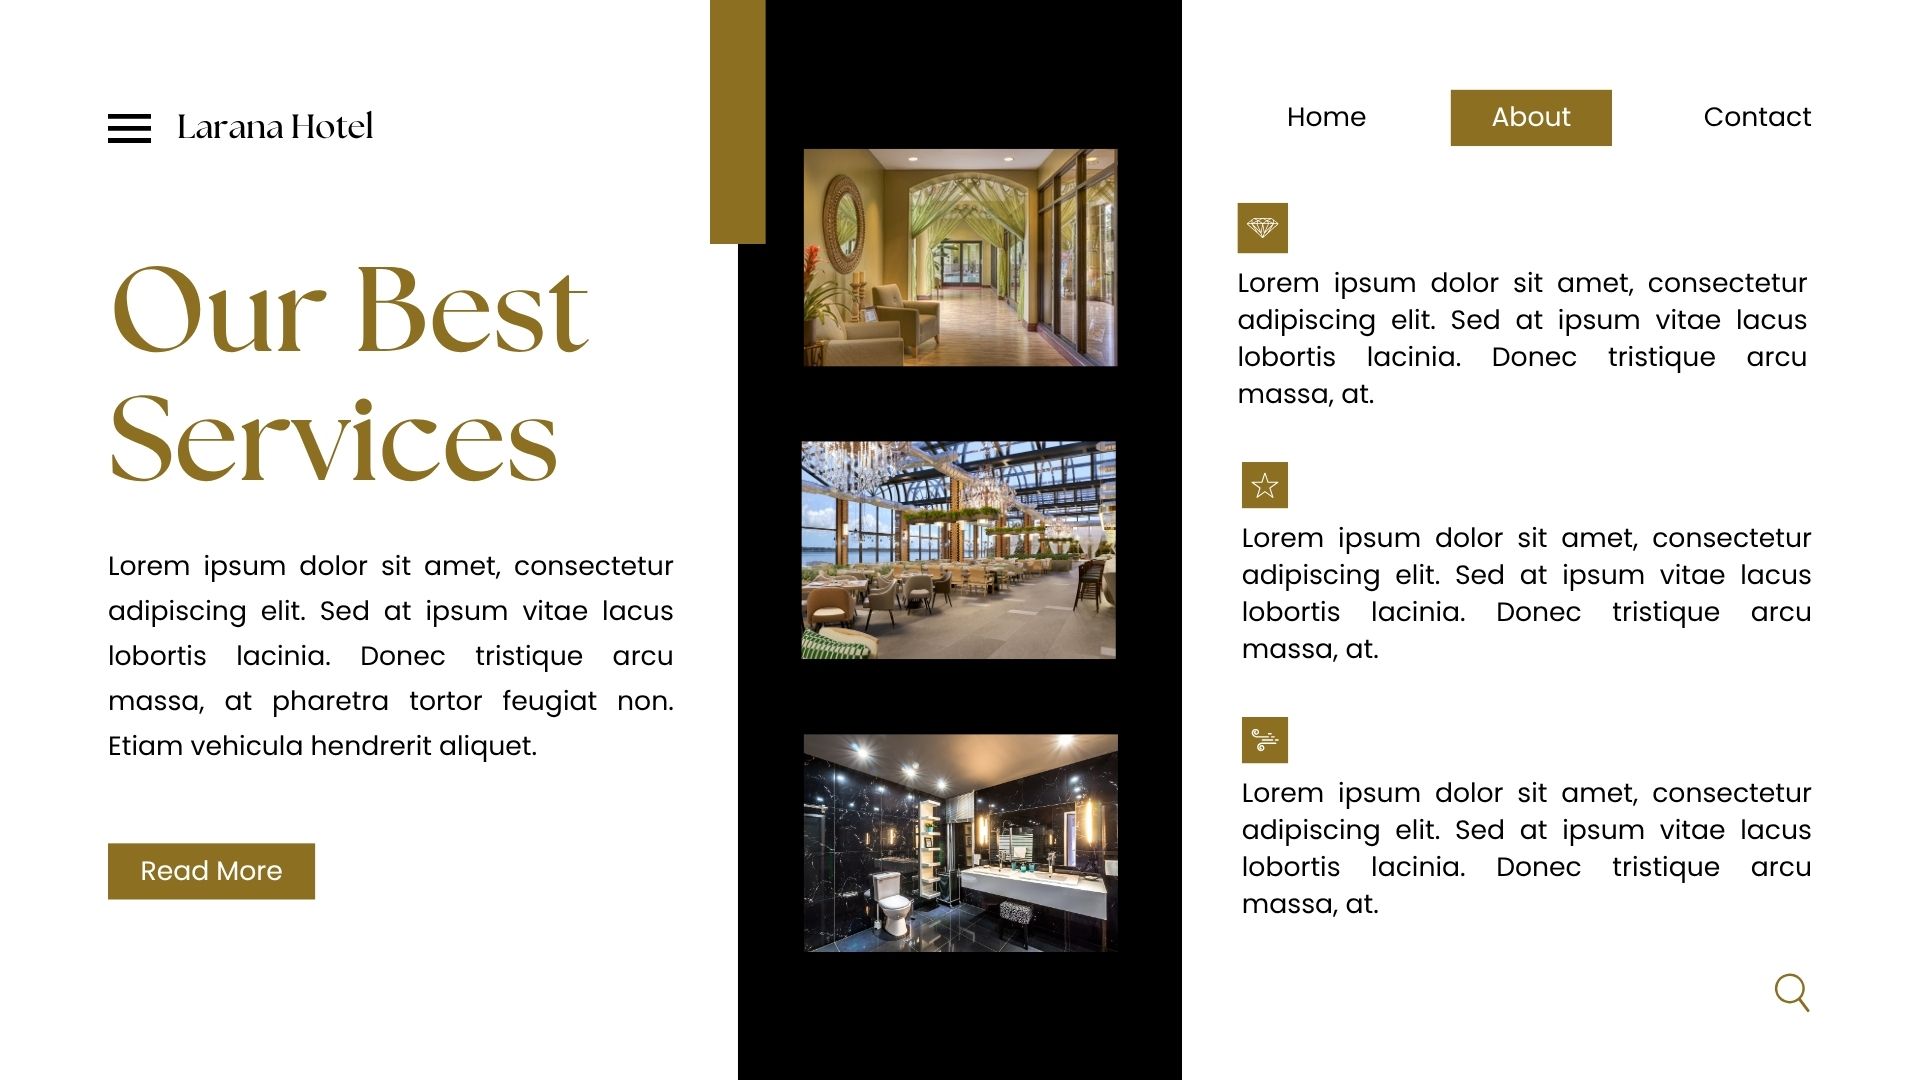 Larana Hotel
Home
About
Contact
Our Best
Services
Lorem ipsum dolor sit amet, consectetur
adipiscing elit. Sed at ipsum vitae lacus
lobortis lacinia. Donec tristique arcu
massa, at pharetra tortor feugiat non.
Etiam vehicula hendrerit aliquet.
Read More
Lorem ipsum dolor sit amet, consectetur
adipiscing elit. Sed at ipsum vitae lacus
lobortis lacinia. Donec tristique arcu
massa, at.
Lorem ipsum dolor sit amet, consectetur
adipiscing elit. Sed at ipsum vitae lacus
lobortis lacinia. Donec tristique arcu
massa, at.
Lorem ipsum dolor sit amet, consectetur
adipiscing elit. Sed at ipsum vitae lacus
lobortis lacinia. Donec tristique arcu
massa, at.